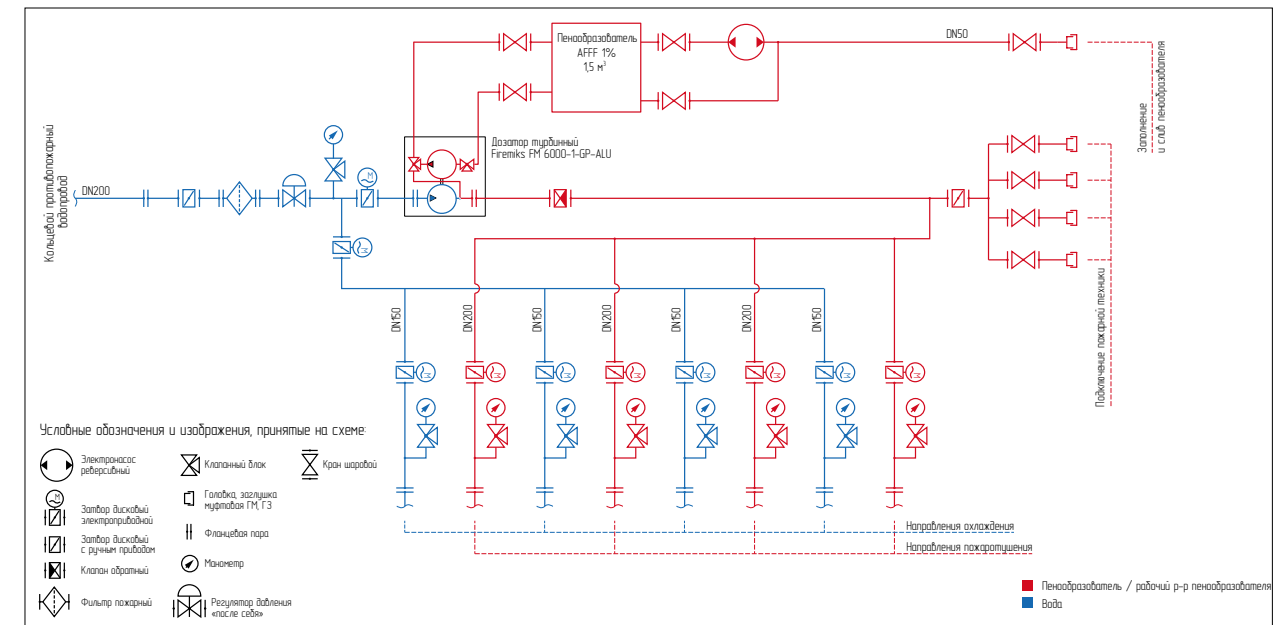 Пенообразователь
AFFF 1%
1,5 м³
DN50
Заполнение
и слив пенообразователя
Дозатор турбинный
Firemiks FM 6000-1-GP-ALU
Кольцевой противопожарный
водопровод
DN200
M
Подключение пожарной техники
DN150
DN200
DN150
DN200
DN150
DN200
DN150
Направления охлаждения
Направления пожаротушения
Условные обозначения и изображения, принятые на схеме:
Электронасос
реверсивный
M
Затвор дисковый
электроприводной
Затвор дисковый
с ручным приводом
Клапан обратный
Фильтр пожарный
Клапанный блок
Головка, заглушка
муфтовая ГМ, ГЗ
Фланцевая пара
Манометр
Регулятор давления
«после себя»
Кран шаровой
Пенообразователь / рабочий р-р пенообразователя
Вода